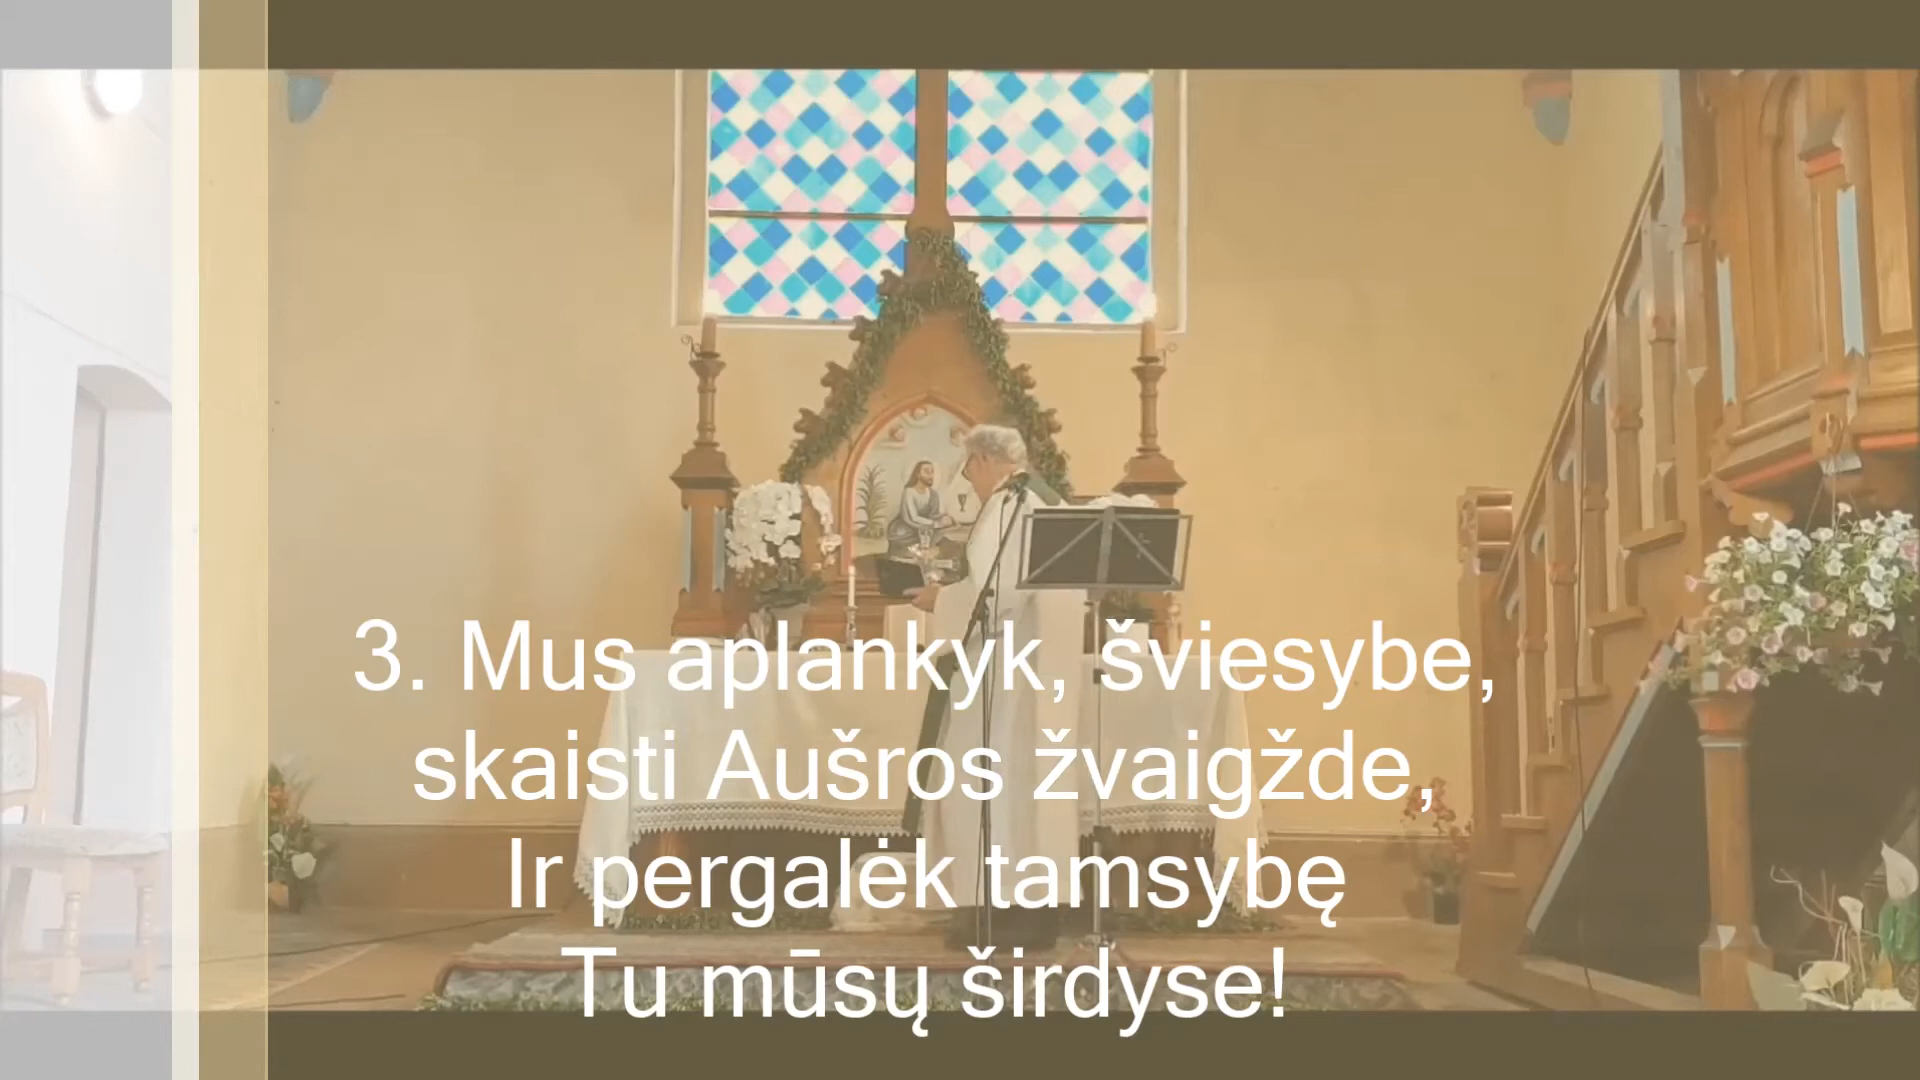 3. Mus aplankyk, šviesybe,
skaisti Aušros žvaigžde,
Ir pergalėk tamsybę
Tu mūsų širdyse!